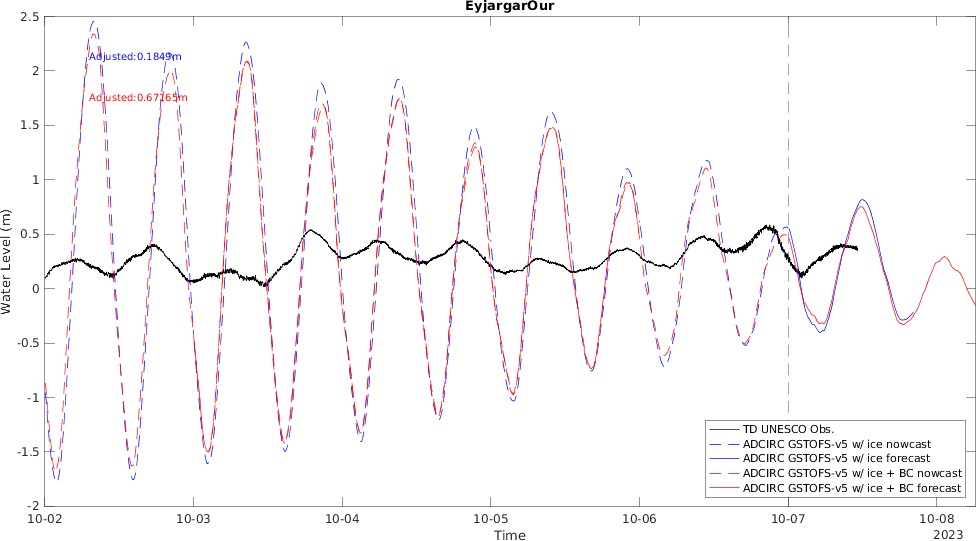 EyjargarOur
2.5
2
1.5
1
0.5
0
-0.5
-1
-1.5
-2
Water Level (m)
Adjusted:0.1849m
Adjusted:0.67165m
TD UNESCO Obs.
ADCIRC GSTOFS-v5 w/ ice nowcast
ADCIRC GSTOFS-v5 w/ ice forecast
ADCIRC GSTOFS-v5 w/ ice + BC nowcast
ADCIRC GSTOFS-v5 w/ ice + BC forecast
10-02 10-03 10-04 10-05 10-06 10-07 10-08
Time
2023